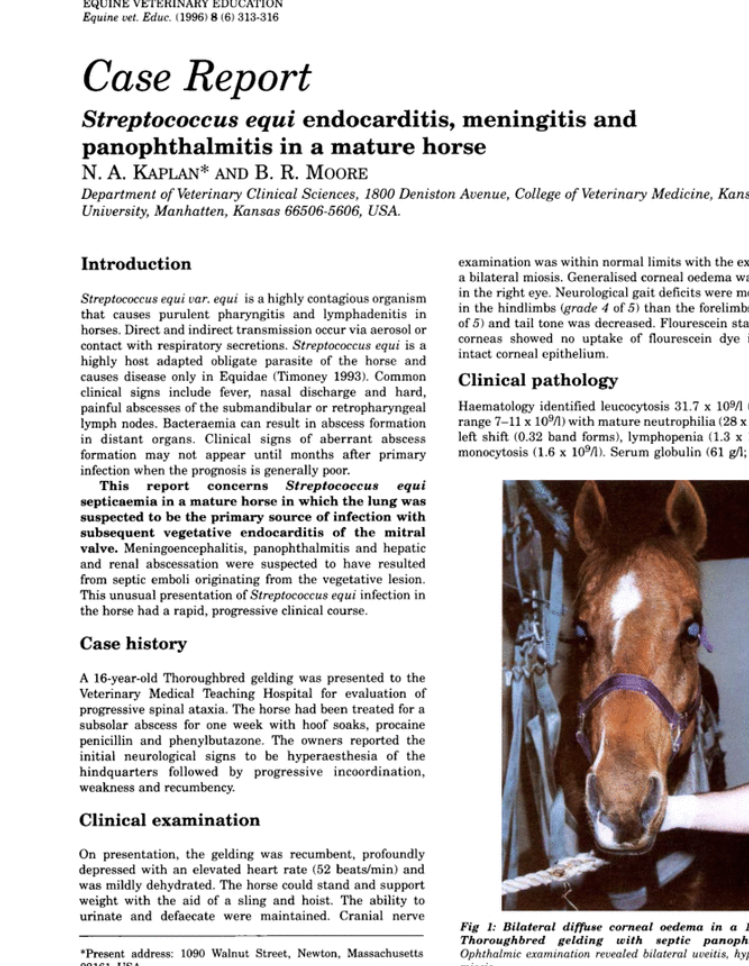 EQUINE VETERINARY EDUCATION
Equine vet. Educ. (1996) 8 (6) 313-316
Case Report
Streptococcus equi endocarditis, meningitis and
panophthalmitis in a mature horse
N. A. KAPLAN* AND B. R. MOORE
Department of Veterinary Clinical Sciences, 1800 Deniston Avenue, College of Veterinary Medicine, Kans
University, Manhatten, Kansas 66506-5606, USA.
Introduction
Streptococcus equi var. equi is a highly contagious organism
that causes purulent pharyngitis and lymphadenitis in
horses. Direct and indirect transmission occur via aerosol or
contact with respiratory secretions. Streptococcus equi is a
highly host adapted obligate parasite of the horse and
causes disease only in Equidae (Timoney 1993). Common
clinical signs include fever, nasal discharge and hard,
painful abscesses of the submandibular or retropharyngeal
lymph nodes. Bacteraemia can result in abscess formation
in distant organs. Clinical signs of aberrant abscess
formation may not appear until months after primary
infection when the prognosis is generally poor.
This report concerns Streptococcus equi
septicaemia in a mature horse in which the lung was
suspected to be the primary source of infection with
subsequent vegetative endocarditis of the mitral
valve. Meningoencephalitis, panophthalmitis and hepatic
and renal abscessation were suspected to have resulted
from septic emboli originating from the vegetative lesion.
This unusual presentation of Streptococcus equi infection in
the horse had a rapid, progressive clinical course.
Case history
A 16-year-old Thoroughbred gelding was presented to the
Veterinary Medical Teaching Hospital for evaluation of
progressive spinal ataxia. The horse had been treated for a
subsolar abscess for one week with hoof soaks, procaine
penicillin and phenylbutazone. The owners reported the
initial neurological signs to be hyperaesthesia of the
hindquarters followed by progressive incoordination,
weakness and recumbency.
Clinical examination
On presentation, the gelding was recumbent, profoundly
depressed with an elevated heart rate (52 beats/min) and
was mildly dehydrated. The horse could stand and support
weight with the aid of a sling and hoist. The ability to
urinate and defaecate were maintained. Cranial nerve
*Present address: 1090 Walnut Street, Newton, Massachusetts
02161, USA.
examination was within normal limits with the ex
a bilateral miosis. Generalised corneal oedema wa
in the right eye. Neurological gait deficits were mo
in the hindlimbs (grade 4 of 5) than the forelimbs
of 5) and tail tone was decreased. Flourescein sta
corneas showed no uptake of flourescein dye i
intact corneal epithelium.
Clinical pathology
Haematology identified leucocytosis 31.7 x 10⁹/l (
range 7–11 x 10⁹/l) with mature neutrophilia (28 x
left shift (0.32 band forms), lymphopenia (1.3 x
monocytosis (1.6 x 10⁹/l). Serum globulin (61 g/l;
Fig 1: Bilateral diffuse corneal oedema in a 1
Thoroughbred gelding with septic panoph
Ophthalmic examination revealed bilateral uveitis, hyp
miosis.